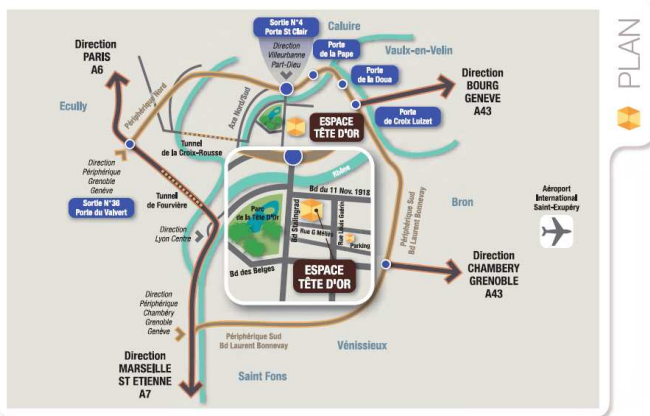 PLAN
Sortie N°4
Porte St Clair
Direction
Villeurbanne
Part-Dieu
Caluire
Porte
de la Pape
Vaulx-en-Velin
Porte
de la Doua
Porte
de Croix Luizet
Direction
PARIS
A6
Ecully
Périphérique Nord
Axe Nord/Sud
Direction
BOURG
GENEVE
A43
ESPACE
TÊTE D'OR
Tunnel
de la Croix-Rousse
Direction
Périphérique
Grenoble
Genève
Sortie N°36
Porte du Valvert
Tunnel
de Fourvière
Direction
Lyon Centre
Rhône
Bd du 11 Nov. 1918
Parc
de la Tête D'Or
Bd Stalingrad
Rue G Méliès
Rue Louis Guérin
Parking
Bd des Belges
ESPACE
TÊTE D'OR
Périphérique Sud
Bd Laurent Bonnevay
Bron
Aéroport
International
Saint-Exupéry
Direction
CHAMBERY
GRENOBLE
A43
Direction
Périphérique
Chambéry
Grenoble
Genève
Périphérique Sud
Bd Laurent Bonnevay
Vénissieux
Direction
MARSEILLE
ST ETIENNE
A7
Saint Fons